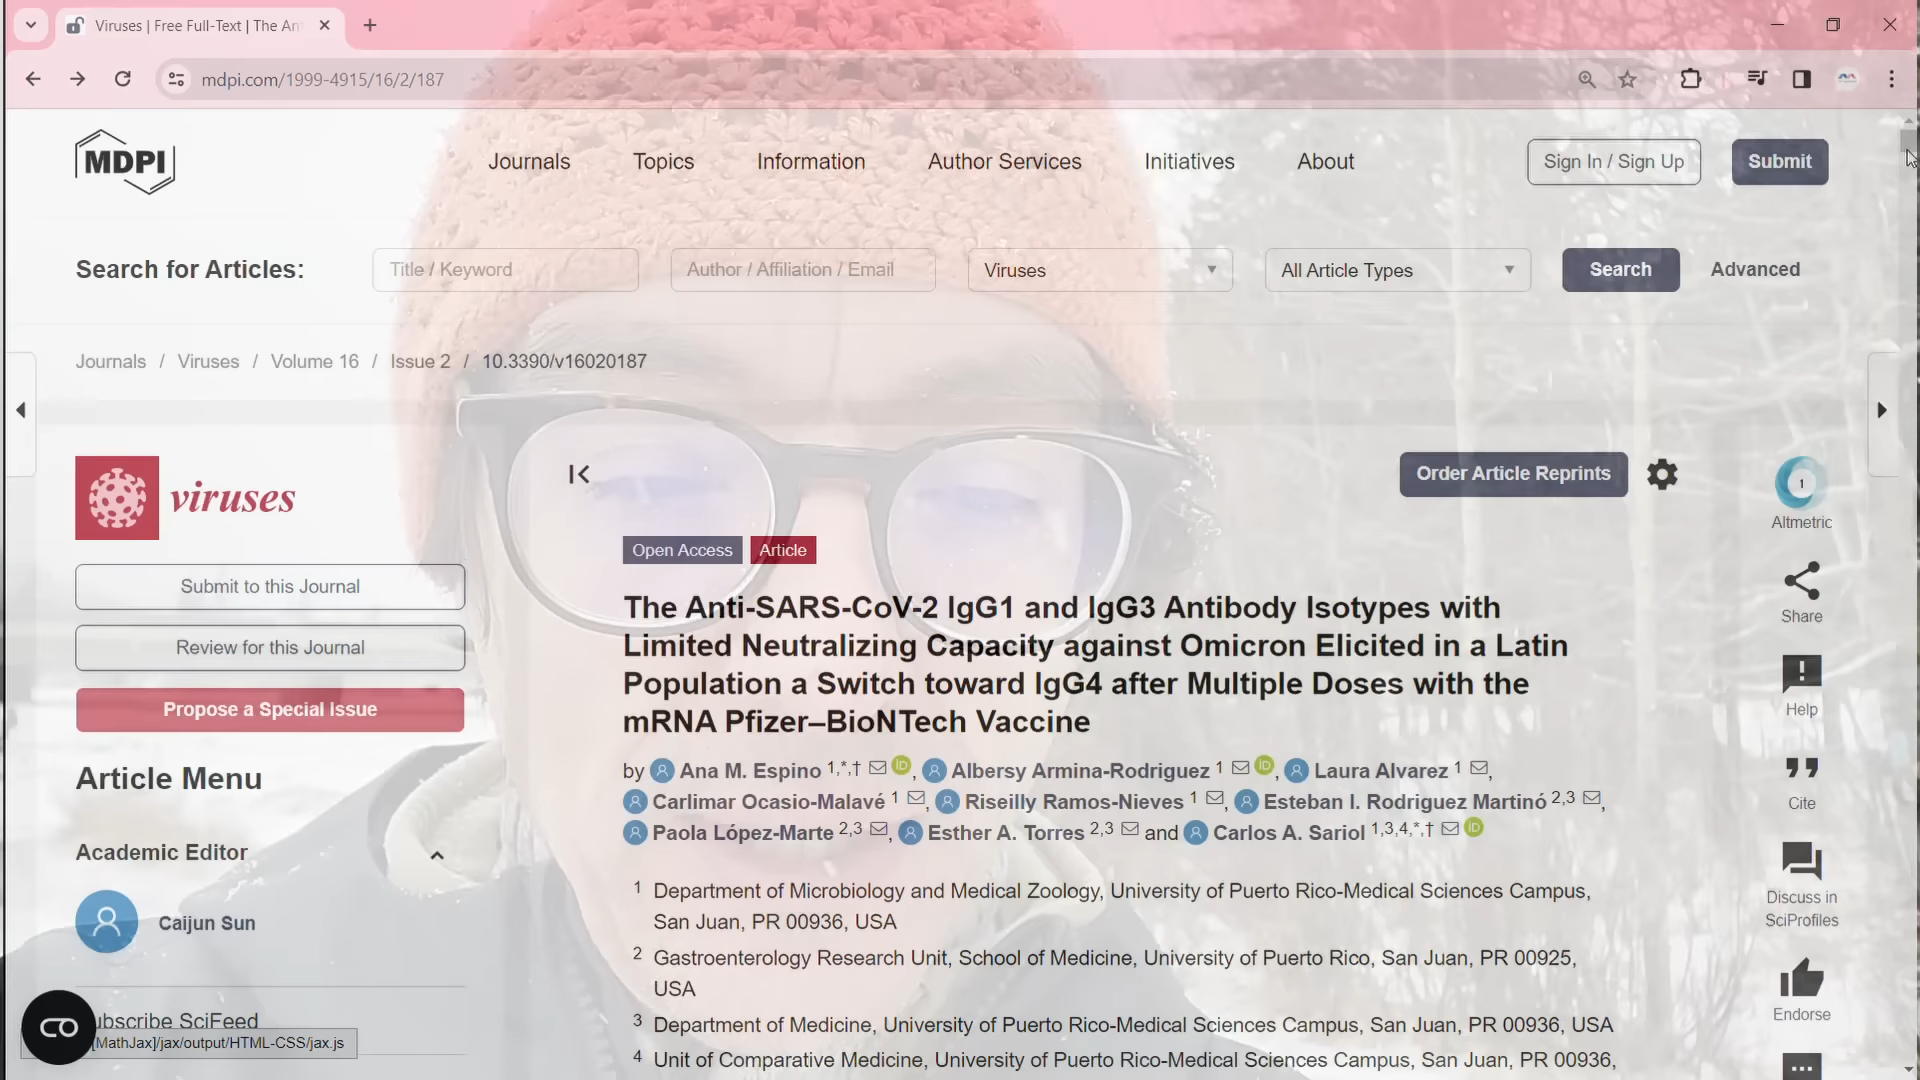 Viruses | Free Full-Text | The An
mdpi.com/1999-4915/16/2/187
MDPI
Journals Topics Information Author Services Initiatives About
Sign In / Sign Up Submit
Search for Articles: Title / Keyword Author / Affiliation / Email Viruses All Article Types Search Advanced
Journals / Viruses / Volume 16 / Issue 2 / 10.3390/v16020187
viruses
Submit to this Journal
Review for this Journal
Propose a Special Issue
Article Menu
Academic Editor
Caijun Sun
ubscribe SciFeed
[MathJax]/jax/output/HTML-CSS/jax.js
Order Article Reprints
Open Access Article
The Anti-SARS-CoV-2 IgG1 and IgG3 Antibody Isotypes with
Limited Neutralizing Capacity against Omicron Elicited in a Latin
Population a Switch toward IgG4 after Multiple Doses with the
mRNA Pfizer–BioNTech Vaccine
by Ana M. Espino 1,*,† iD, Albersy Armina-Rodriguez 1 iD, Laura Alvarez 1,
Carlimar Ocasio-Malavé 1, Riseilly Ramos-Nieves 1, Esteban I. Rodriguez Martinó 2,3,
Paola López-Marte 2,3, Esther A. Torres 2,3 and Carlos A. Sariol 1,3,4,*,† iD
1 Department of Microbiology and Medical Zoology, University of Puerto Rico-Medical Sciences Campus,
San Juan, PR 00936, USA
2 Gastroenterology Research Unit, School of Medicine, University of Puerto Rico, San Juan, PR 00925,
USA
3 Department of Medicine, University of Puerto Rico-Medical Sciences Campus, San Juan, PR 00936, USA
4 Unit of Comparative Medicine, University of Puerto Rico-Medical Sciences Campus, San Juan, PR 00936,
1
Altmetric
Share
Help
Cite
Discuss in
SciProfiles
Endorse